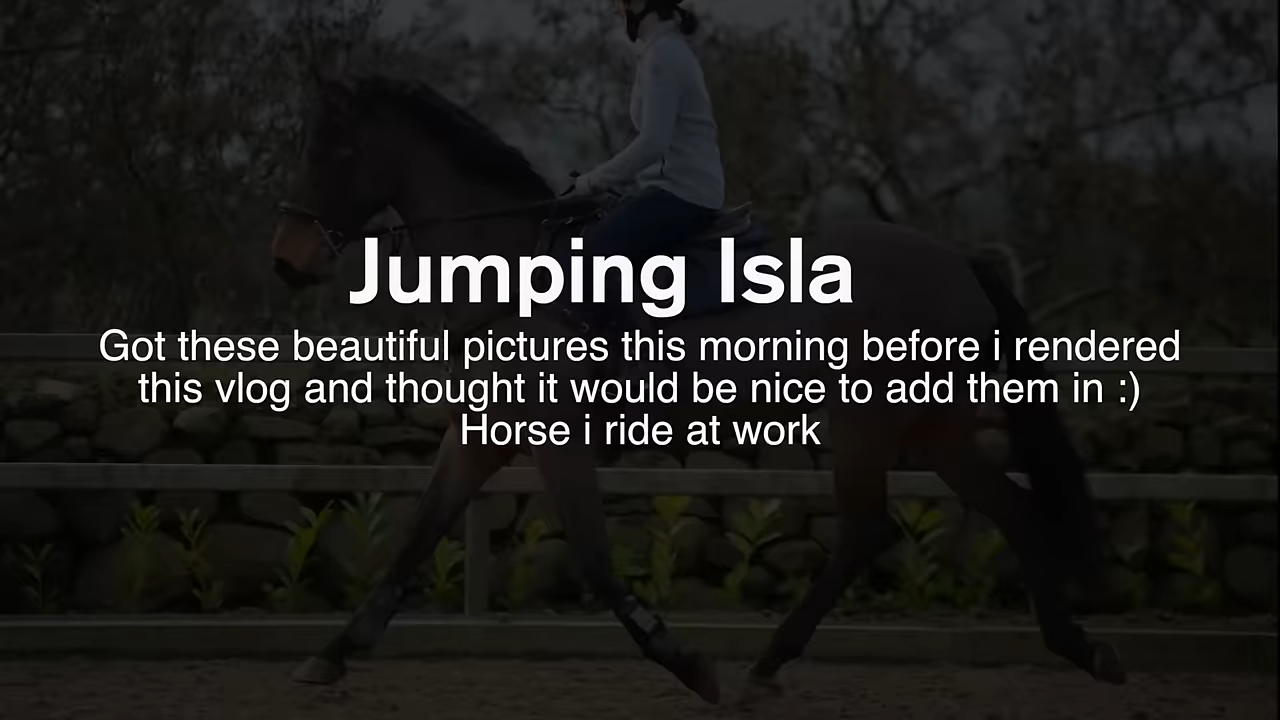 Jumping Isla
Got these beautiful pictures this morning before i rendered
this vlog and thought it would be nice to add them in :)
Horse i ride at work